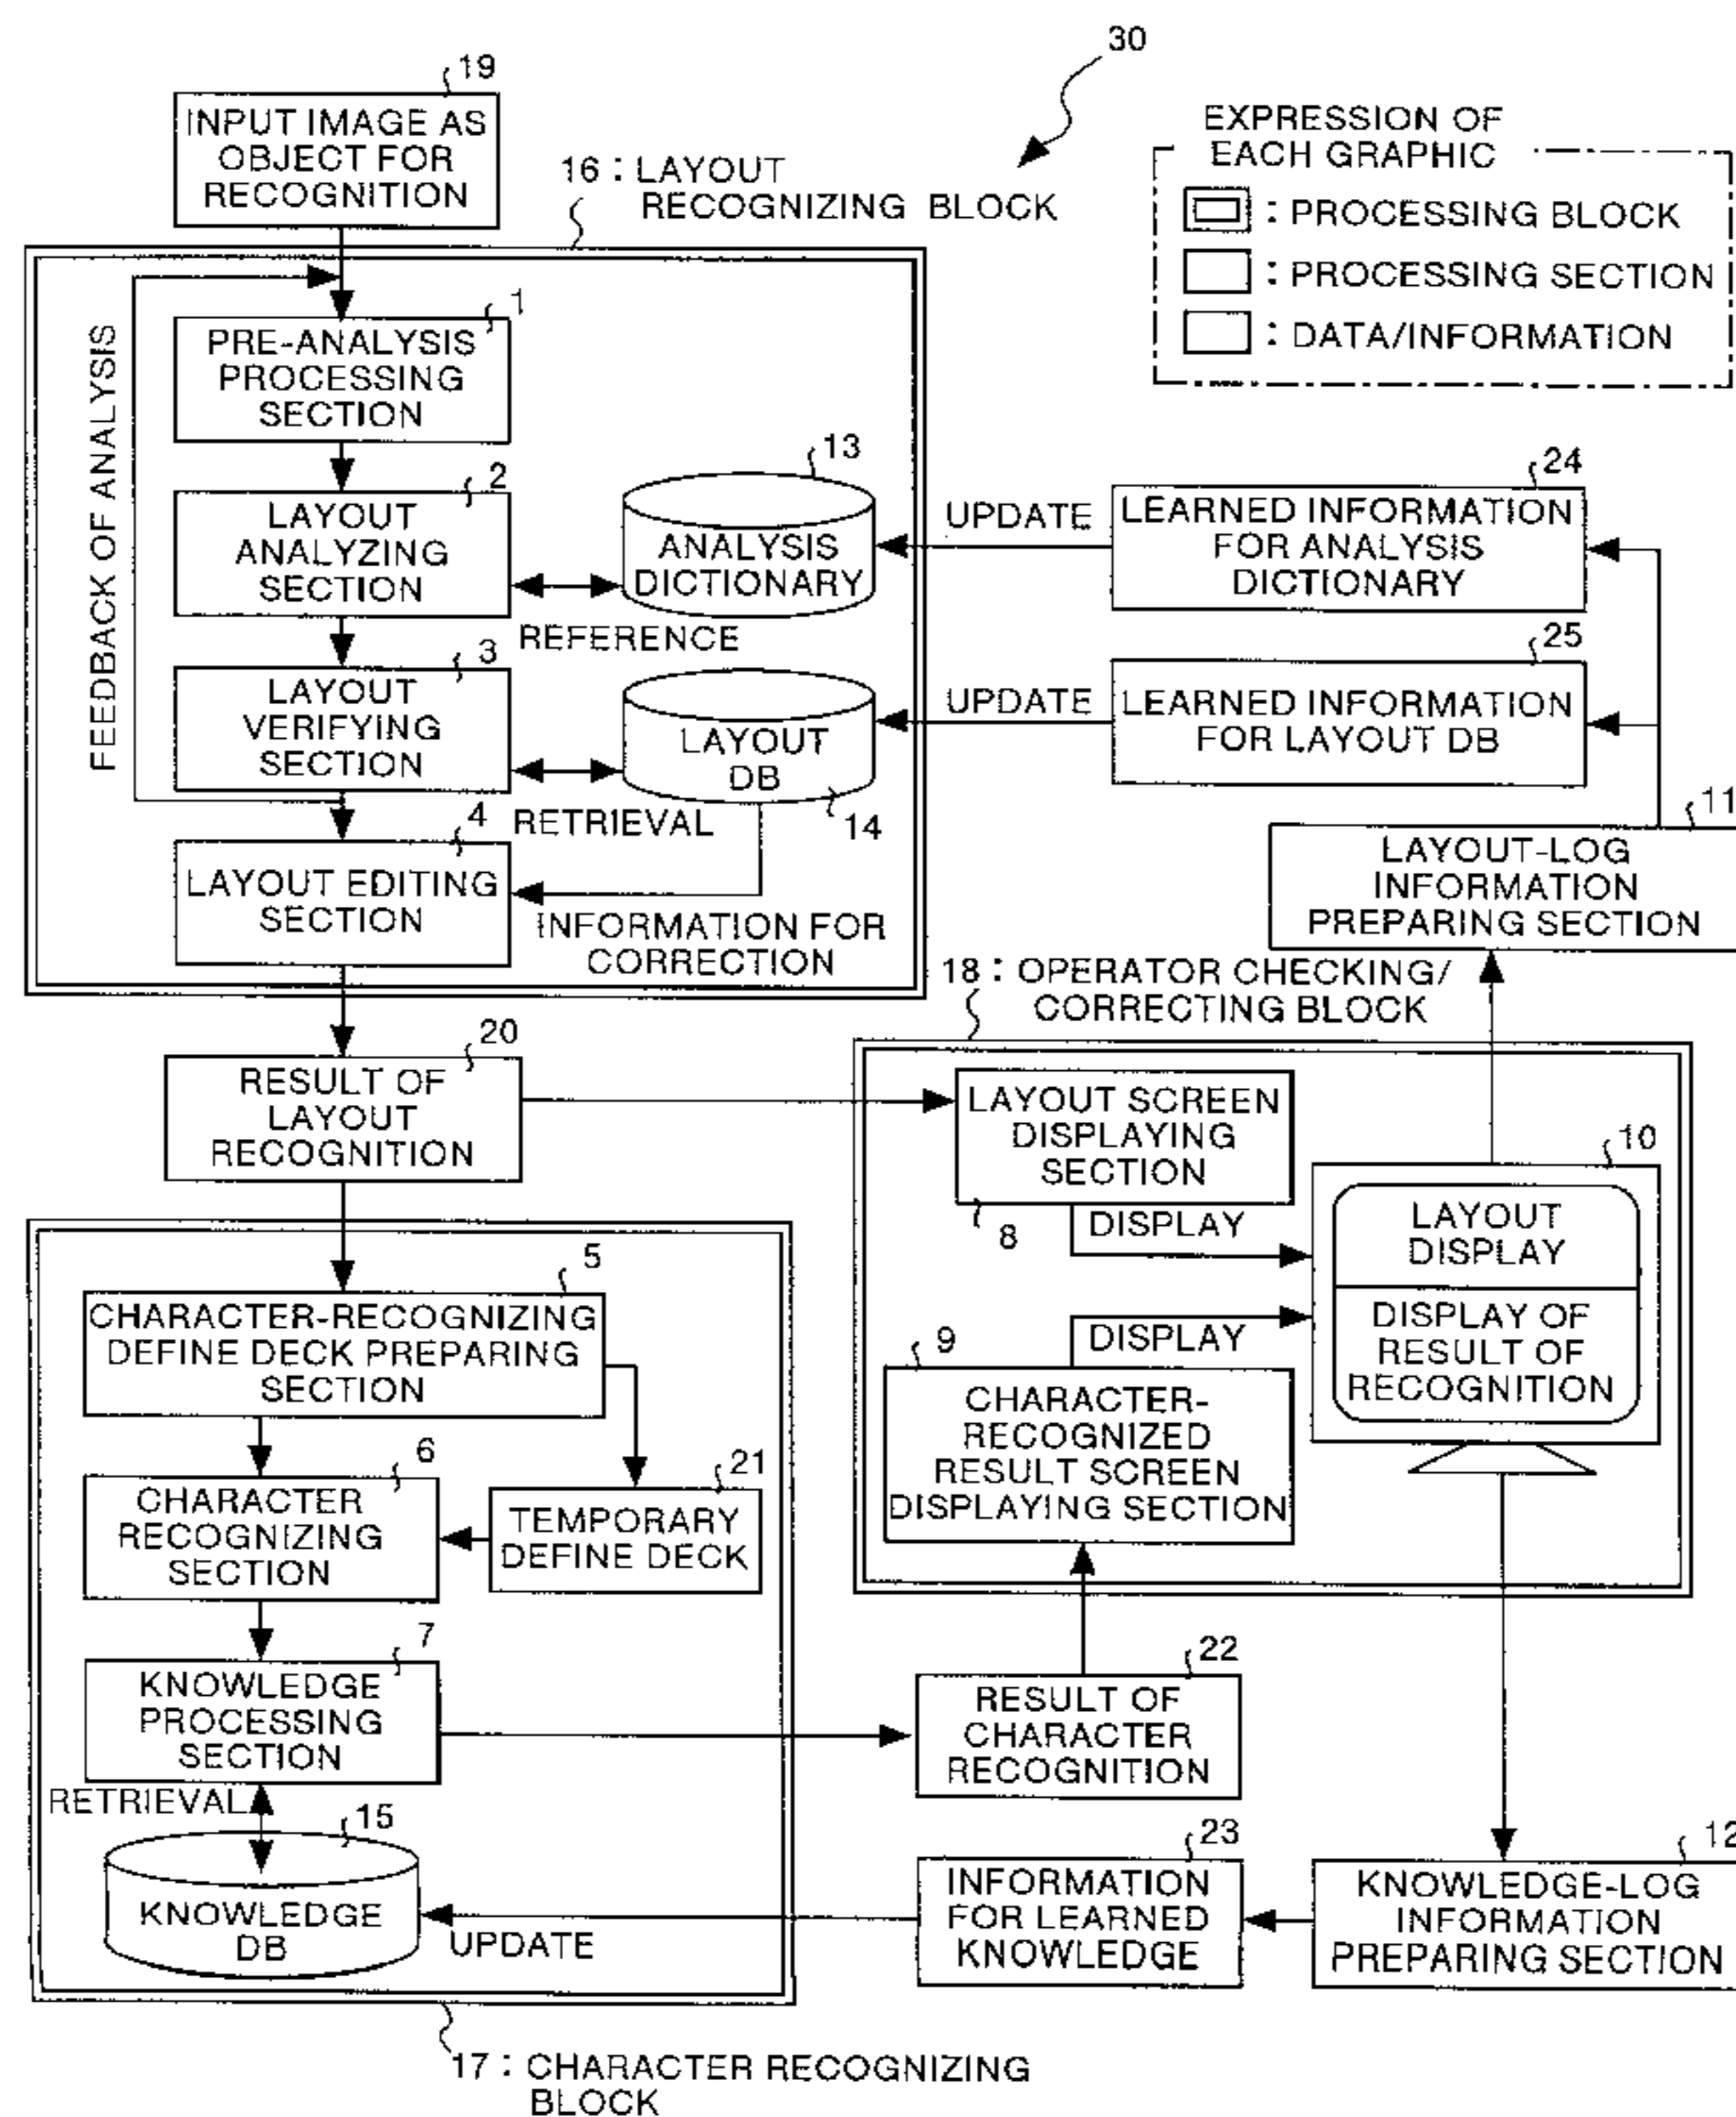 30
19
INPUT IMAGE AS
OBJECT FOR
RECOGNITION
EXPRESSION OF
EACH GRAPHIC
: PROCESSING BLOCK
: PROCESSING SECTION
: DATA/INFORMATION
16 : LAYOUT
RECOGNIZING BLOCK
FEEDBACK OF ANALYSIS
1
PRE-ANALYSIS
PROCESSING
SECTION
2
LAYOUT
ANALYZING
SECTION
13
ANALYSIS
DICTIONARY
REFERENCE
UPDATE
24
LEARNED INFORMATION
FOR ANALYSIS
DICTIONARY
3
LAYOUT
VERIFYING
SECTION
LAYOUT
DB
14
RETRIEVAL
UPDATE
25
LEARNED INFORMATION
FOR LAYOUT DB
4
LAYOUT EDITING
SECTION
INFORMATION FOR
CORRECTION
11
LAYOUT-LOG
INFORMATION
PREPARING SECTION
18 : OPERATOR CHECKING/
CORRECTING BLOCK
20
RESULT OF
LAYOUT
RECOGNITION
LAYOUT SCREEN
DISPLAYING
SECTION
8
DISPLAY
10
LAYOUT
DISPLAY
DISPLAY OF
RESULT OF
RECOGNITION
5
CHARACTER-RECOGNIZING
DEFINE DECK PREPARING
SECTION
DISPLAY
9
CHARACTER-
RECOGNIZED
RESULT SCREEN
DISPLAYING SECTION
6
CHARACTER
RECOGNIZING
SECTION
21
TEMPORARY
DEFINE DECK
7
KNOWLEDGE
PROCESSING
SECTION
22
RESULT OF
CHARACTER
RECOGNITION
RETRIEVAL
15
KNOWLEDGE
DB
UPDATE
23
INFORMATION
FOR LEARNED
KNOWLEDGE
12
KNOWLEDGE-LOG
INFORMATION
PREPARING SECTION
17 : CHARACTER RECOGNIZING
BLOCK